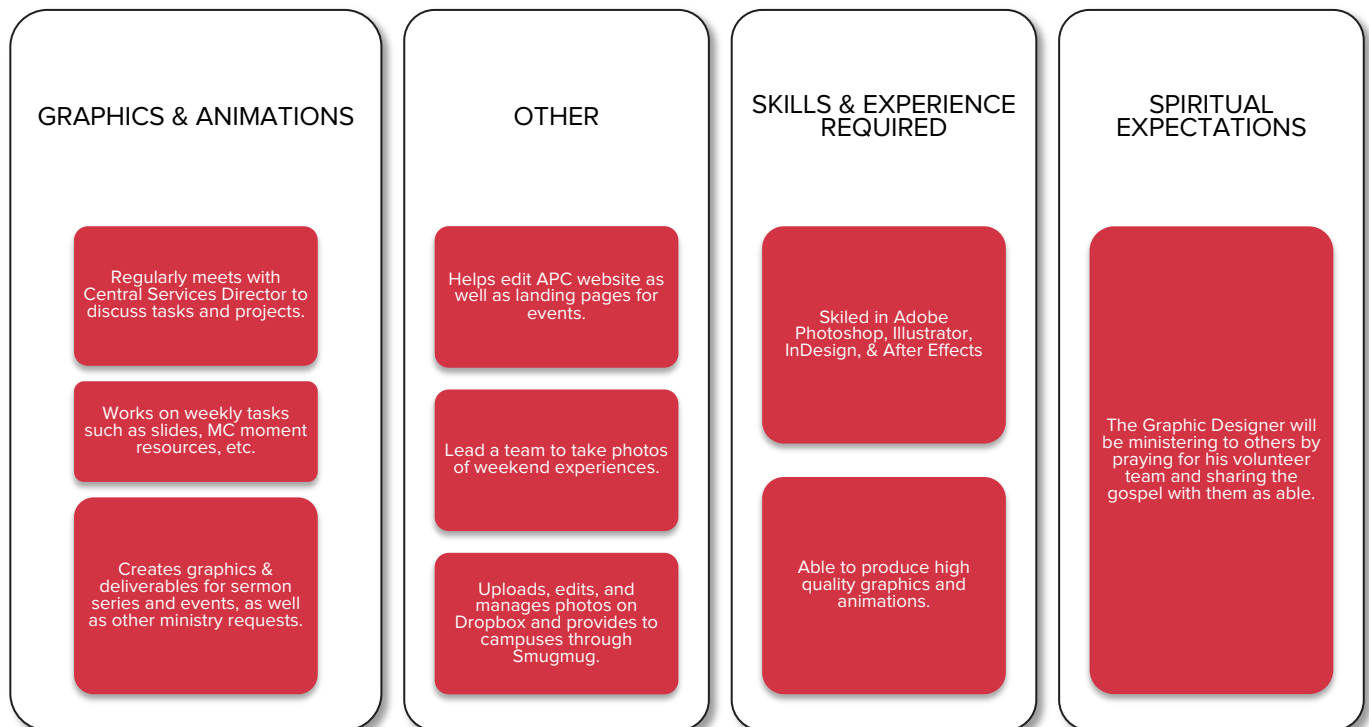 GRAPHICS & ANIMATIONS
Regularly meets with
Central Services Director to
discuss tasks and projects.
Works on weekly tasks
such as slides, MC moment
resources, etc.
Creates graphics &
deliverables for sermon
series and events, as well
as other ministry requests.
OTHER
Helps edit APC website as
well as landing pages for
events.
Lead a team to take photos
of weekend experiences.
Uploads, edits, and
manages photos on
Dropbox and provides to
campuses through
Smugmug.
SKILLS & EXPERIENCE
REQUIRED
Skiled in Adobe
Photoshop, Illustrator,
InDesign, & After Effects
Able to produce high
quality graphics and
animations.
SPIRITUAL
EXPECTATIONS
The Graphic Designer will
be ministering to others by
praying for his volunteer
team and sharing the
gospel with them as able.